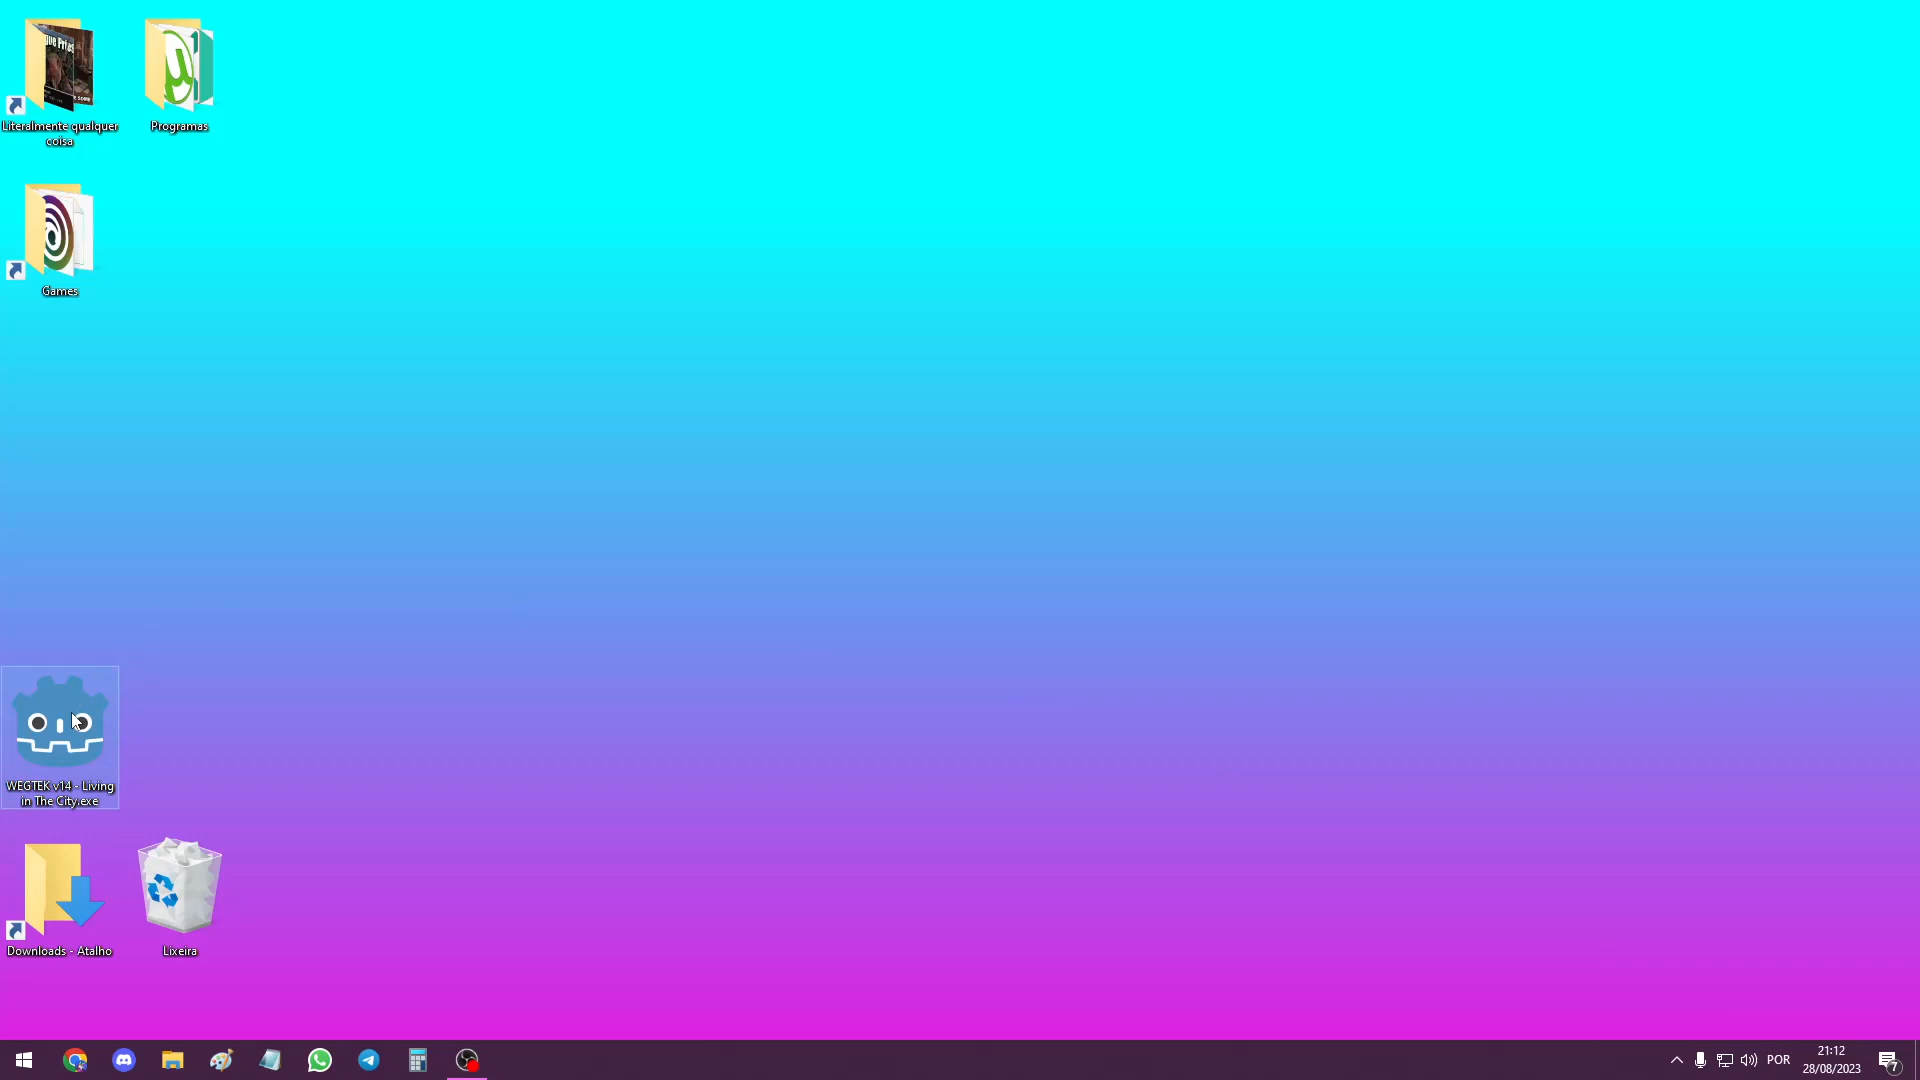 Literalmente qualquer
coisa
Programas
Games
WEGTEK v14 - Living
in The City.exe
Downloads - Atalho
Lixeira
POR
21:12
28/08/2023
7